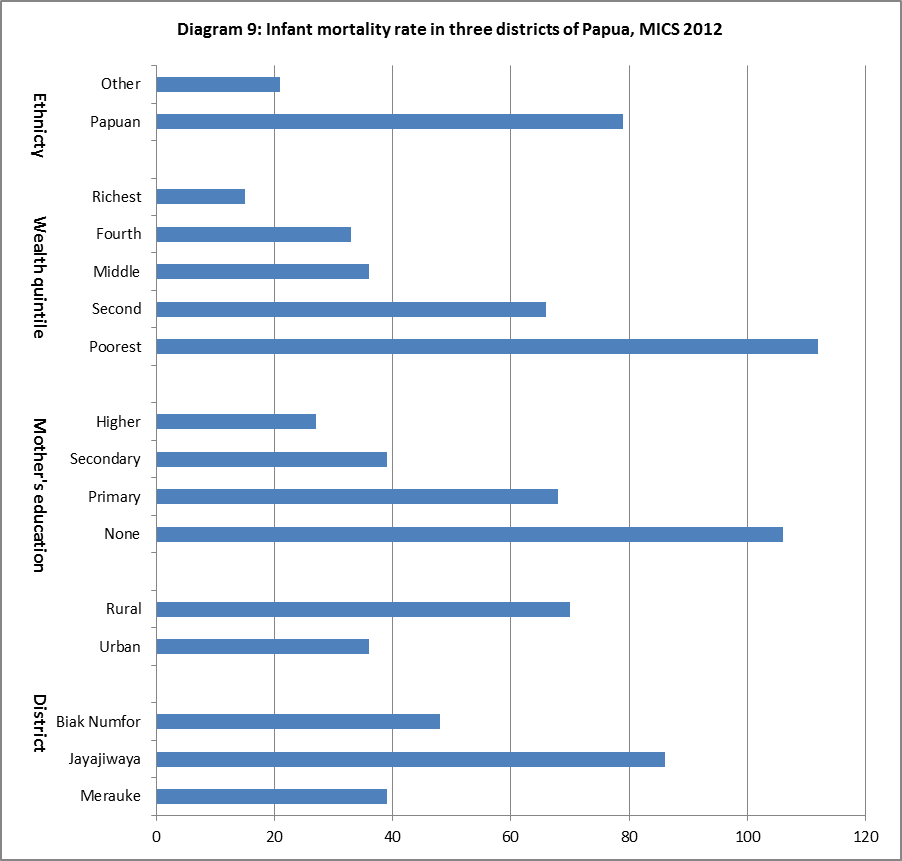 Diagram 9: Infant mortality rate in three districts of Papua, MICS 2012
Ethnicty
Other
Papuan
Wealth quintile
Richest
Fourth
Middle
Second
Poorest
Mother's education
Higher
Secondary
Primary
None
Rural
Urban
District
Biak Numfor
Jayajiwaya
Merauke
0 20 40 60 80 100 120